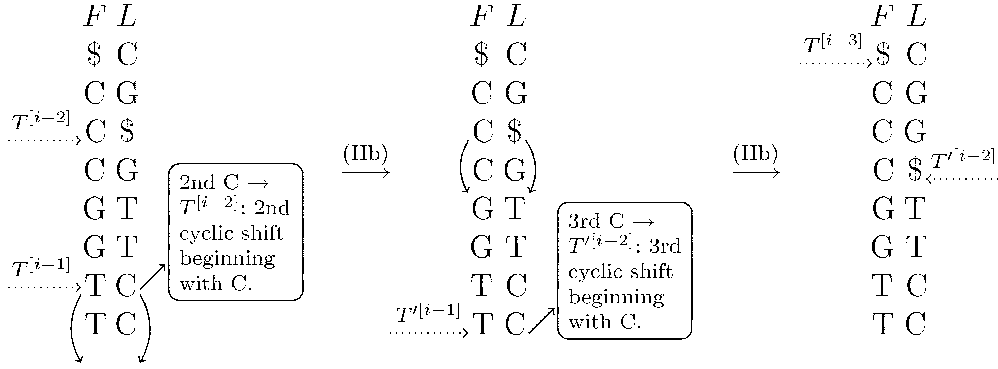 F L
$ C
C G
T^[i−2] C $
C G
G T
G T
T^[i−1] T C
T C
2nd C →
T^[i−2]: 2nd
cyclic shift
beginning
with C.
(IIb)
F L
$ C
C G
C $
C G
G T
G T
T C
T′^[i−1] T C
3rd C →
T′^[i−2]: 3rd
cyclic shift
beginning
with C.
(IIb)
F L
T^[i−3] $ C
C G
C G
C $ T′^[i−2]
G T
G T
T C
T C